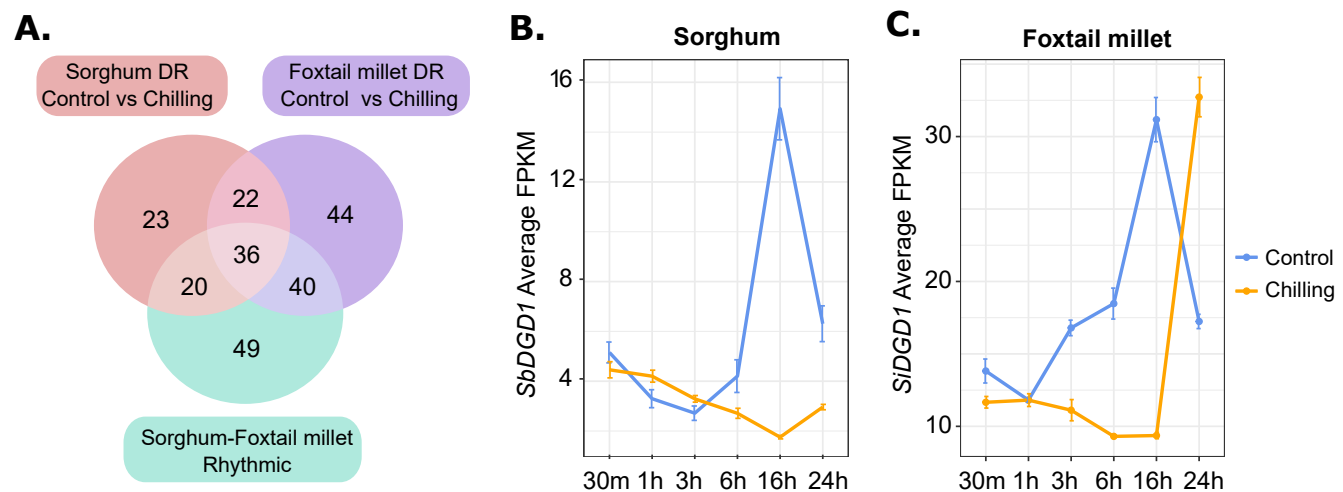 A.
Sorghum DR
Control vs Chilling
Foxtail millet DR
Control vs Chilling
23
22
44
36
20
40
49
Sorghum-Foxtail millet
Rhythmic
B.
Sorghum
SbDGD1 Average FPKM
16
12
8
4
30m 1h 3h 6h 16h 24h
C.
Foxtail millet
SiDGD1 Average FPKM
30
20
10
30m 1h 3h 6h 16h 24h
Control
Chilling